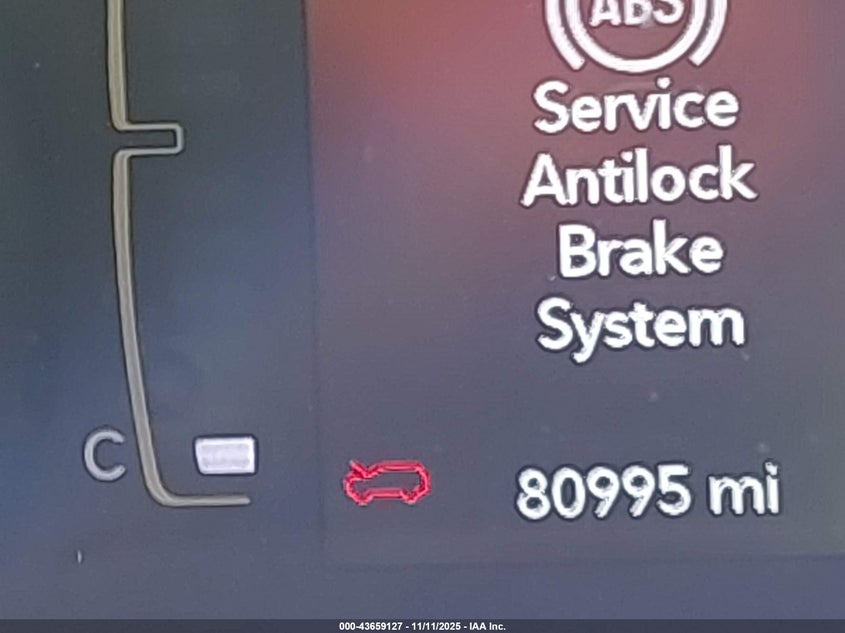 ABS
Service
Antilock
Brake
System
C
80995 mi
000-43659127 - 11/11/2025 - IAA Inc.